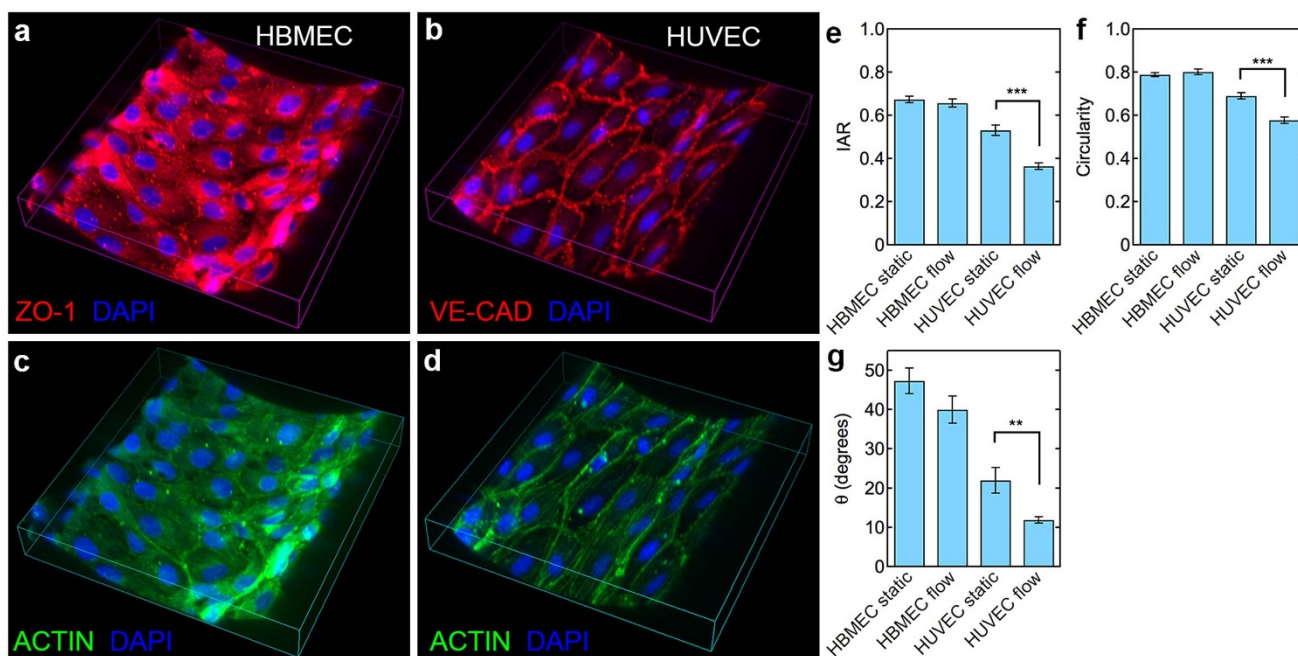 a
HBMEC
ZO-1 DAPI
b
HUVEC
VE-CAD DAPI
c
ACTIN DAPI
d
ACTIN DAPI
e
1.0
0.8
0.6
0.4
0.2
0
IAR
***
HBMEC static
HBMEC flow
HUVEC static
HUVEC flow
f
1.0
0.8
0.6
0.4
0.2
0
Circularity
***
HBMEC static
HBMEC flow
HUVEC static
HUVEC flow
g
50
40
30
20
10
0
θ (degrees)
**
HBMEC static
HBMEC flow
HUVEC static
HUVEC flow